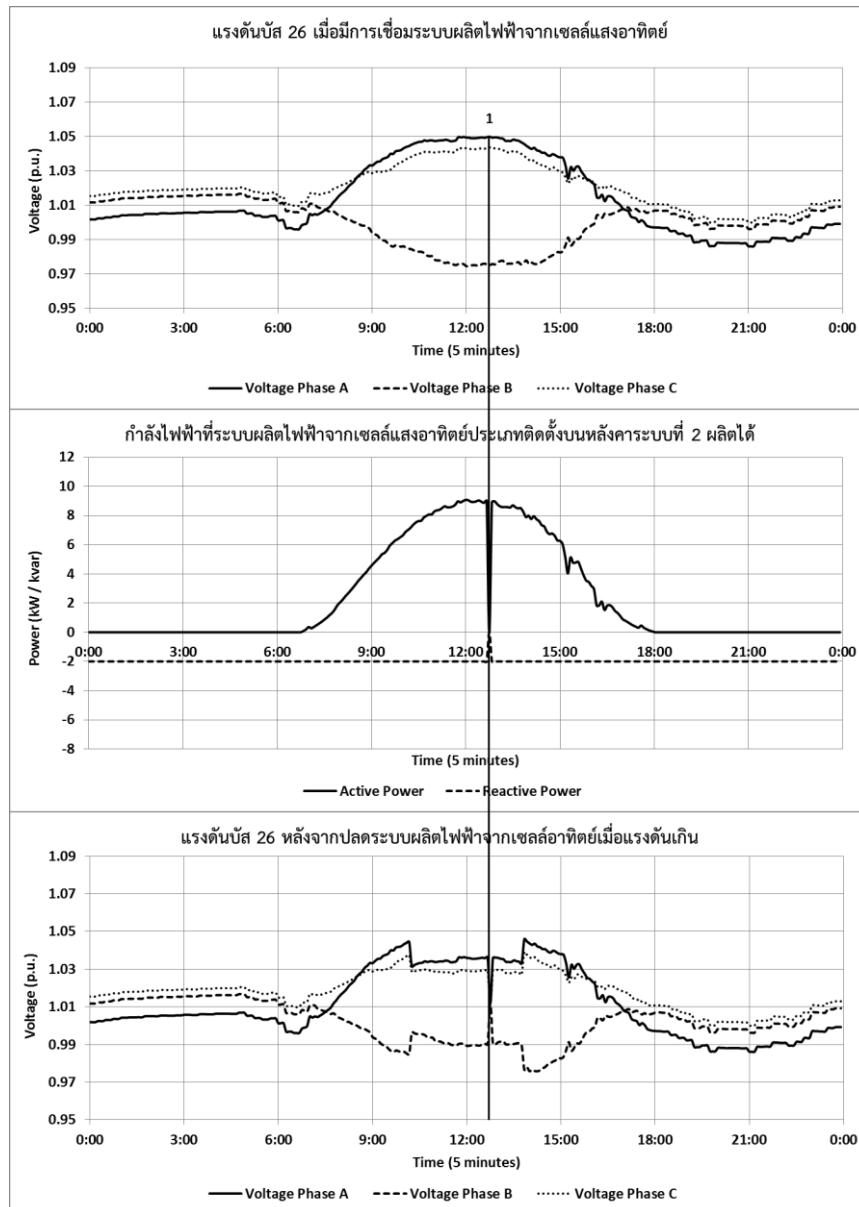 แรงดันบัส 26 เมื่อมีการเชื่อมระบบผลิตไฟฟ้าจากเซลล์แสงอาทิตย์
1.09
1.07
1.05
1.03
1.01
0.99
0.97
0.95
Voltage (p.u.)
1
0:00 3:00 6:00 9:00 12:00 15:00 18:00 21:00 0:00
Time (5 minutes)
Voltage Phase A Voltage Phase B Voltage Phase C
กำลังไฟฟ้าที่ระบบผลิตไฟฟ้าจากเซลล์แสงอาทิตย์ประเภทติดตั้งบนหลังคาระบบที่ 2 ผลิตได้
12
10
8
6
4
2
0
-2
-4
-6
-8
Power (kW / kvar)
0:00 3:00 6:00 9:00 12:00 15:00 18:00 21:00 0:00
Time (5 minutes)
Active Power Reactive Power
แรงดันบัส 26 หลังจากปลดระบบผลิตไฟฟ้าจากเซลล์อาทิตย์เมื่อแรงดันเกิน
1.09
1.07
1.05
1.03
1.01
0.99
0.97
0.95
Voltage (p.u.)
0:00 3:00 6:00 9:00 12:00 15:00 18:00 21:00 0:00
Time (5 minutes)
Voltage Phase A Voltage Phase B Voltage Phase C